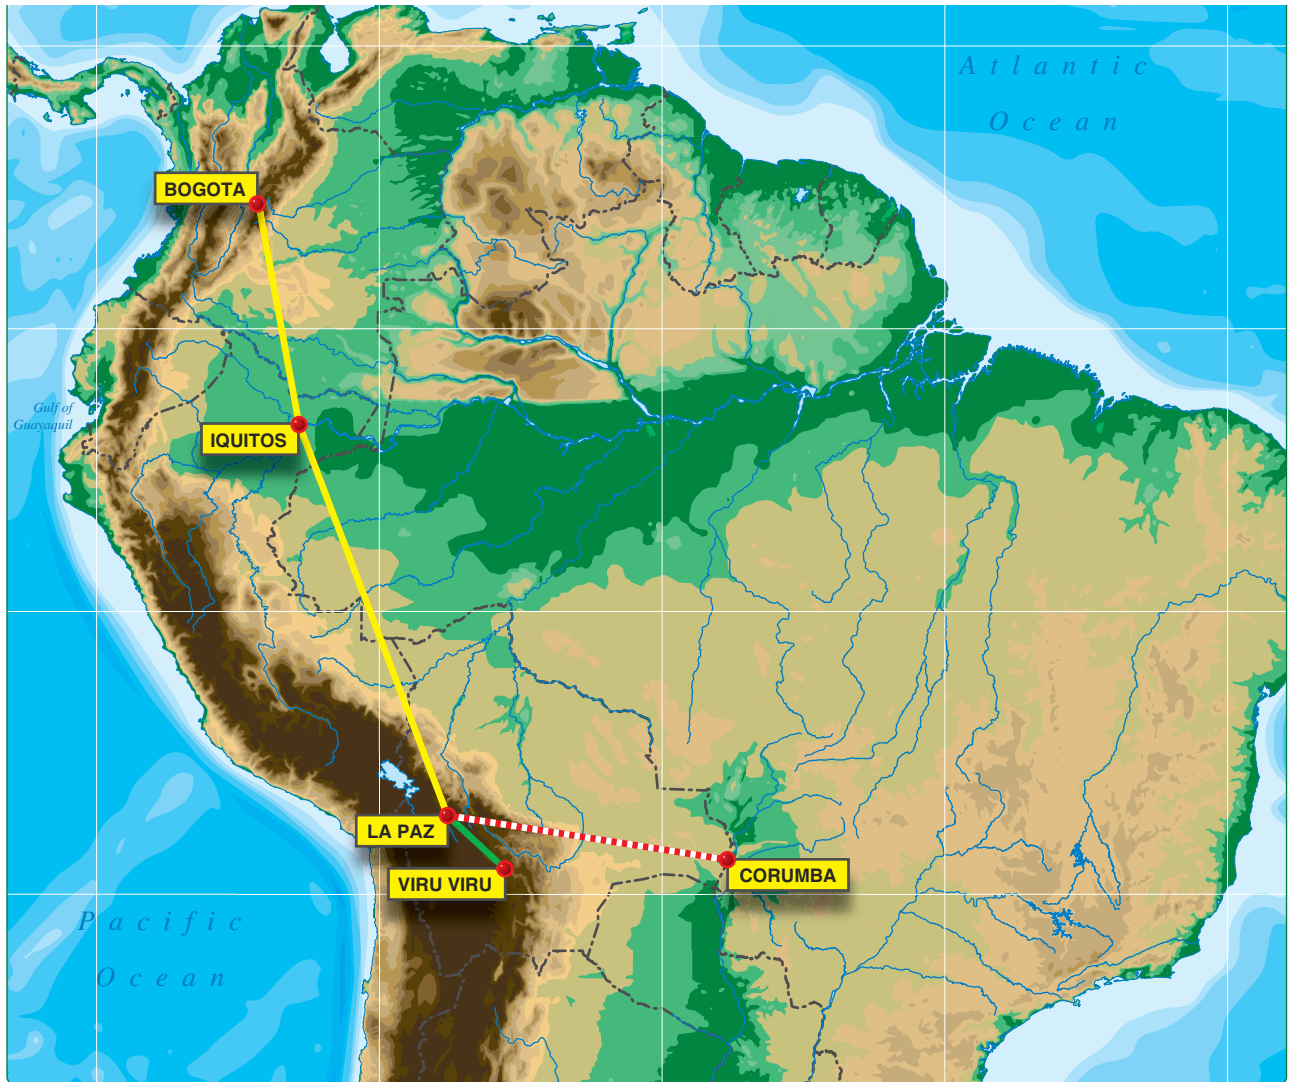 Atlantic
Ocean
BOGOTA
Gulf of
Guayaquil
IQUITOS
LA PAZ
VIRU VIRU
CORUMBA
Pacific
Ocean